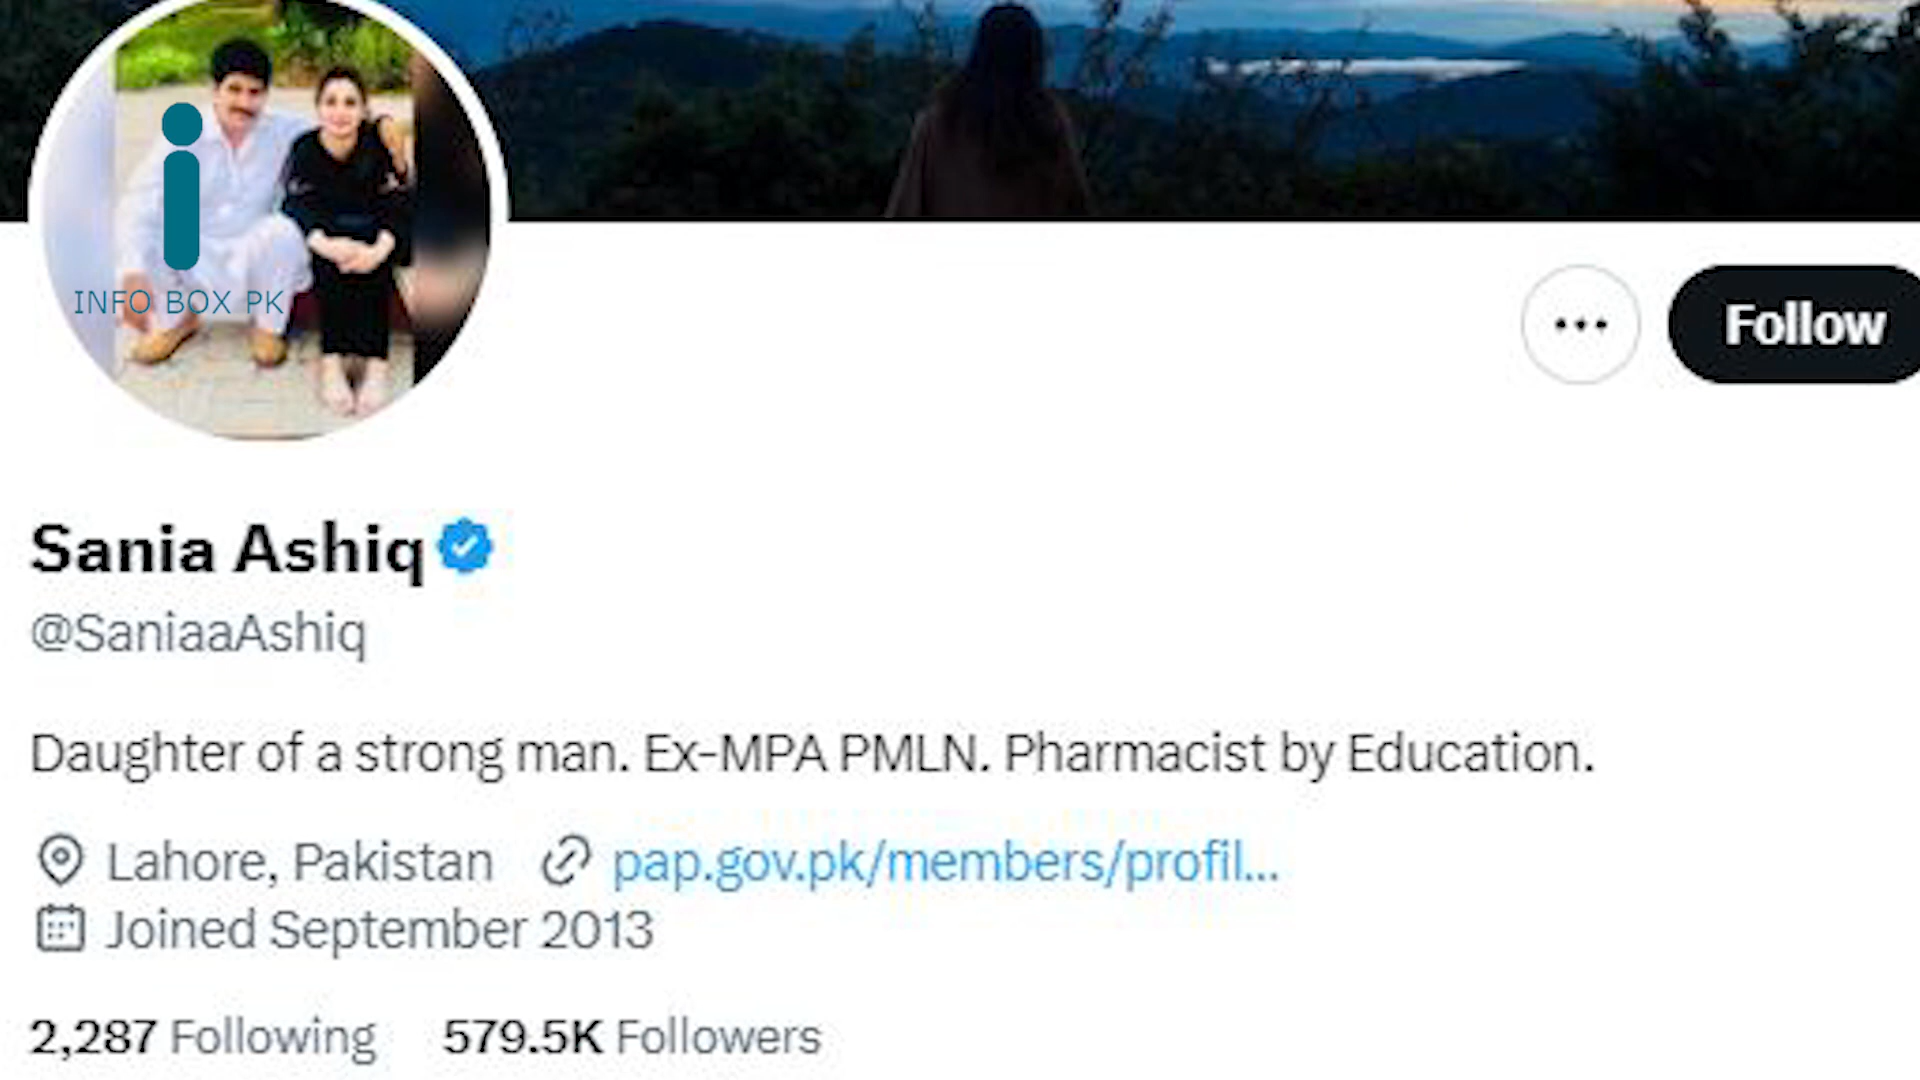 INFO BOX PK
Follow
Sania Ashiq
@SaniaaAshiq
Daughter of a strong man. Ex-MPA PMLN. Pharmacist by Education.
Lahore, Pakistan pap.gov.pk/members/profil...
Joined September 2013
2,287 Following 579.5K Followers